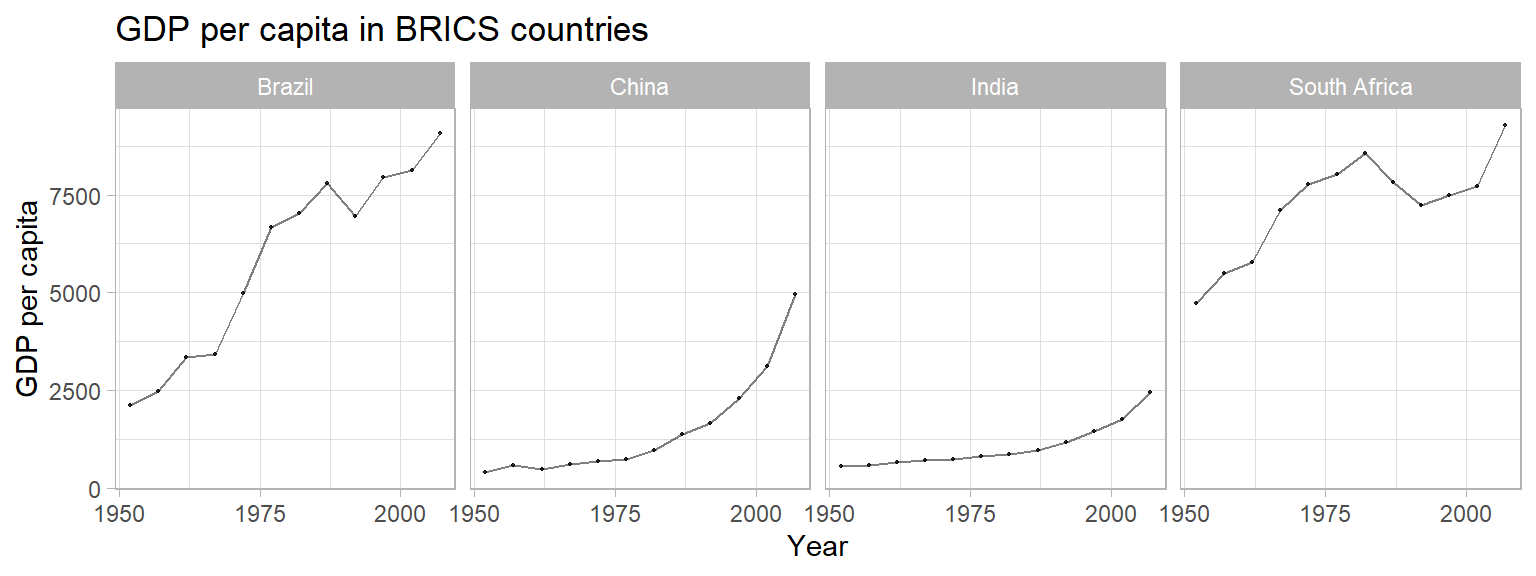 GDP per capita in BRICS countries
Brazil
China
India
South Africa
GDP per capita
7500
5000
2500
0
1950 1975 2000 1950 1975 2000 1950 1975 2000 1950 1975 2000
Year